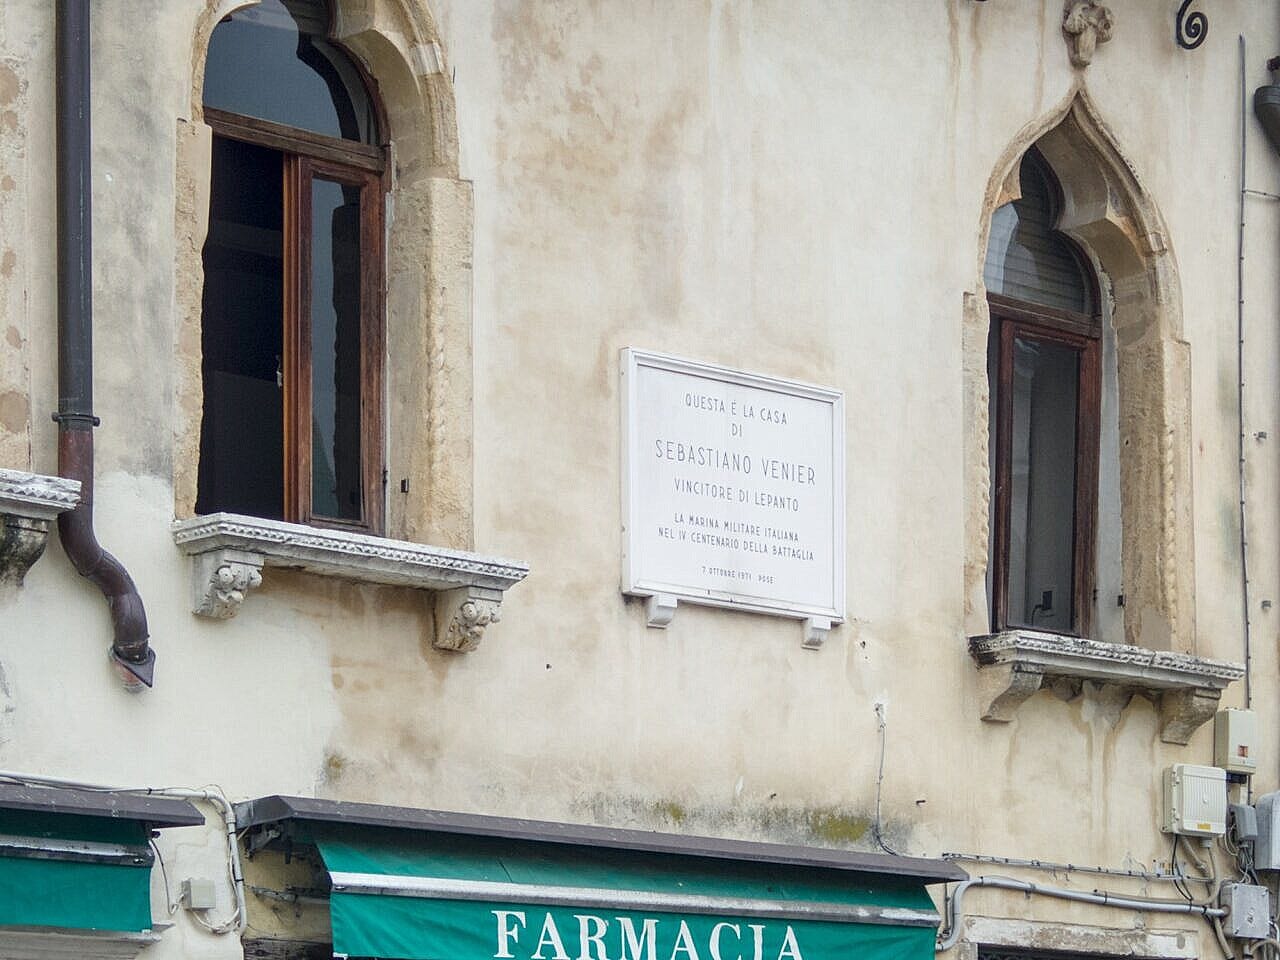 QUESTA É LA CASA
DI
SEBASTIANO VENIER
VINCITORE DI LEPANTO
LA MARINA MILITARE ITALIANA
NEL IV CENTENARIO DELLA BATTAGLIA
7 OTTOBRE 1971 POSE
FARMACIA